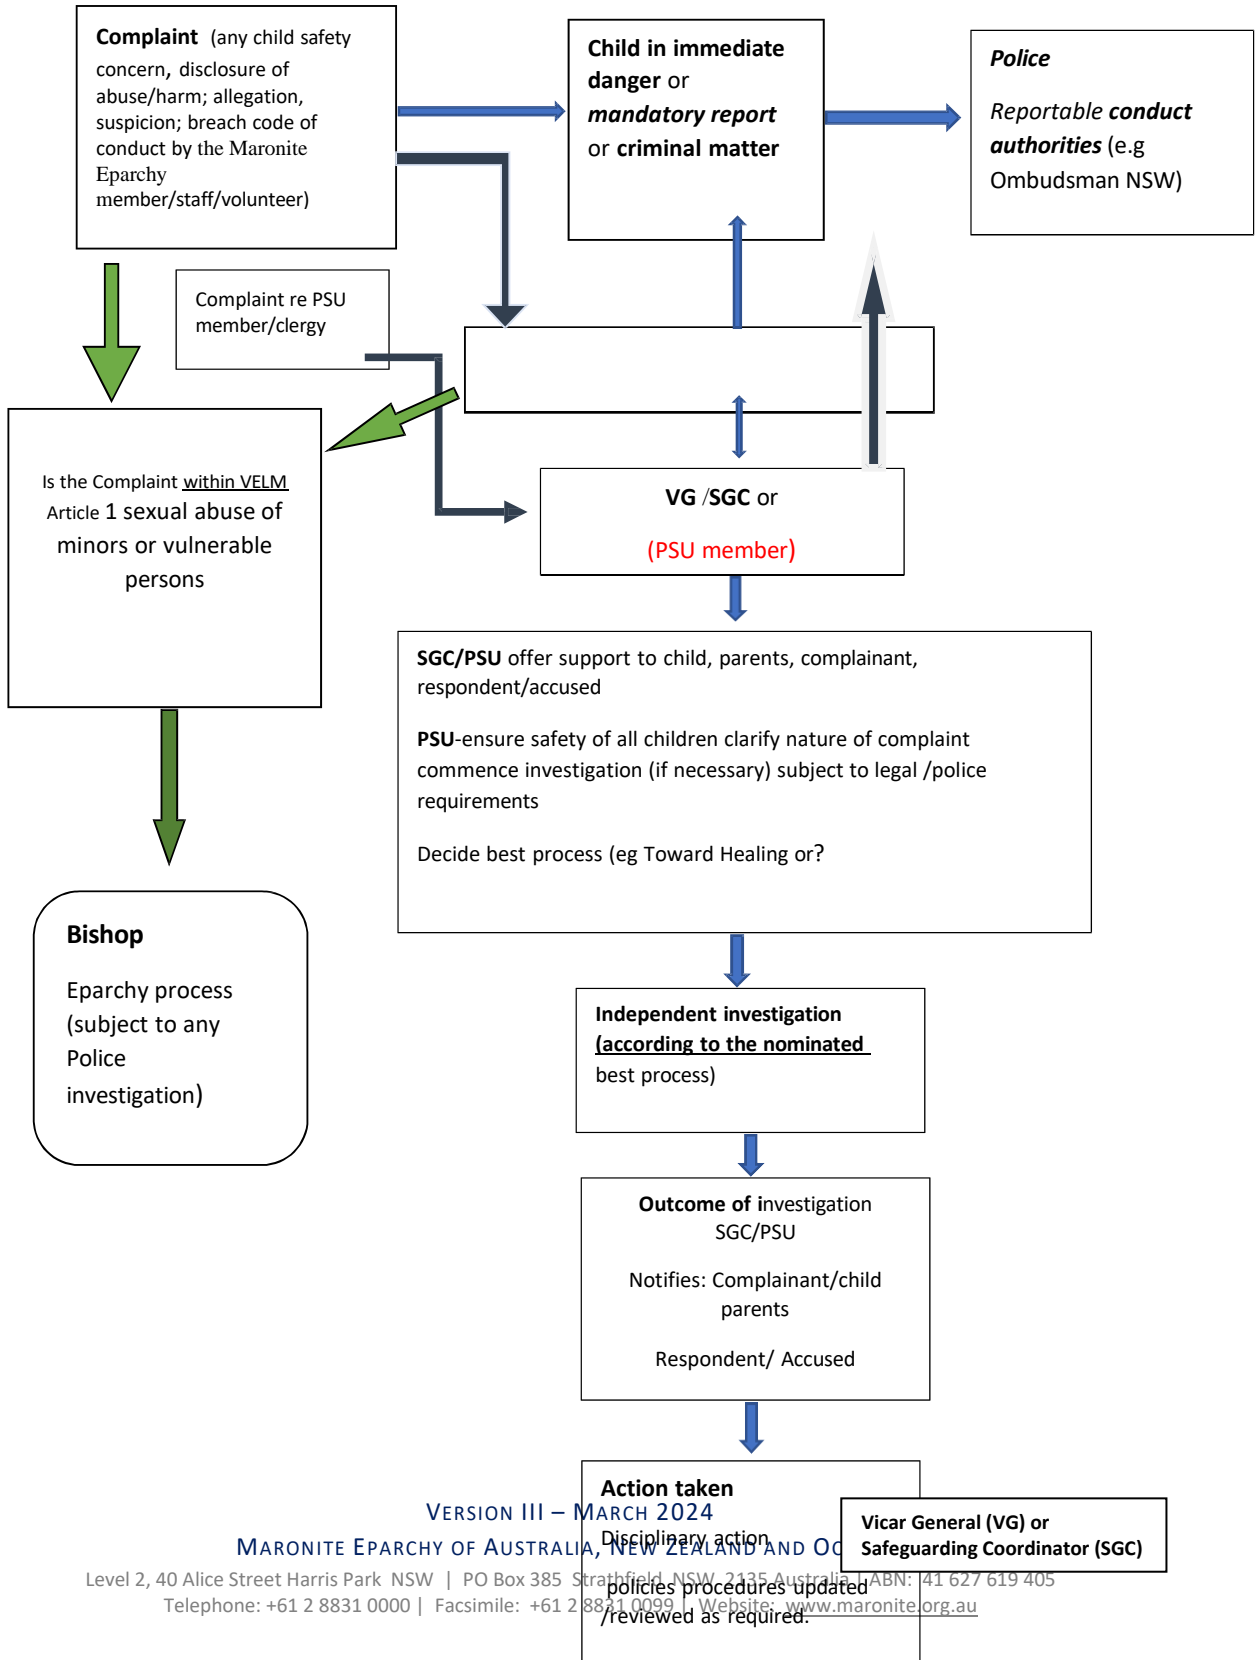 Complaint (any child safety
concern, disclosure of
abuse/harm; allegation,
suspicion; breach code of
conduct by the Maronite
Eparchy
member/staff/volunteer)
Child in immediate
danger or
mandatory report
or criminal matter
Police
Reportable conduct
authorities (e.g
Ombudsman NSW)
Complaint re PSU
member/clergy
Is the Complaint within VELM
Article 1 sexual abuse of
minors or vulnerable
persons
VG /SGC or
(PSU member)
SGC/PSU offer support to child, parents, complainant,
respondent/accused
PSU-ensure safety of all children clarify nature of complaint
commence investigation (if necessary) subject to legal /police
requirements
Decide best process (eg Toward Healing or?
Bishop
Eparchy process
(subject to any
Police
investigation)
Independent investigation
(according to the nominated
best process)
Outcome of investigation
SGC/PSU
Notifies: Complainant/child
parents
Respondent/ Accused
Action taken
Disciplinary action
policies procedures updated
/reviewed as required.
Vicar General (VG) or
Safeguarding Coordinator (SGC)
VERSION III – MARCH 2024
MARONITE EPARCHY OF AUSTRALIA, NEW ZEALAND AND
Level 2, 40 Alice Street Harris Park NSW | PO Box 385 Strathfield NSW 2135 Australia | ABN: 41 627 619 405
Telephone: +61 2 8831 0000 | Facsimile: +61 2 8831 0099 | Website: www.maronite.org.au